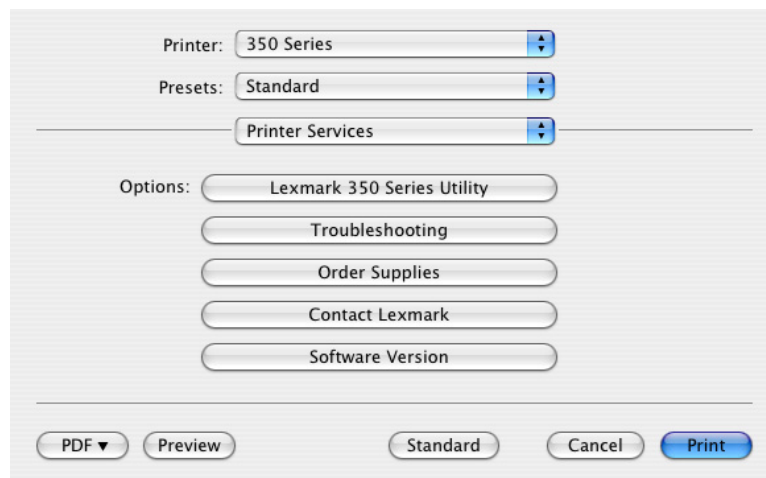 Printer: 350 Series
Presets: Standard
Printer Services
Options: Lexmark 350 Series Utility
Troubleshooting
Order Supplies
Contact Lexmark
Software Version
PDF ▼ Preview Standard Cancel Print